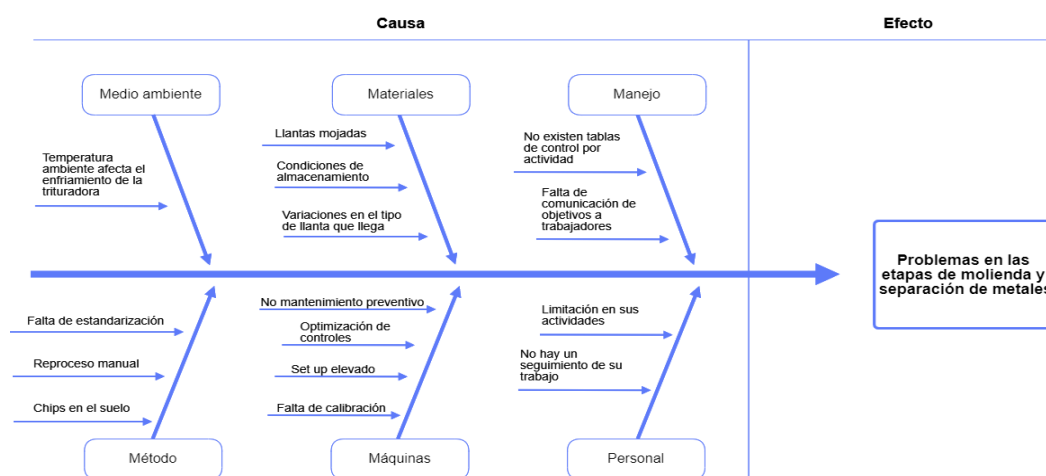 Causa
Efecto
Medio ambiente
Materiales
Manejo
Temperatura
ambiente afecta el
enfriamiento de la
trituradora
Llantas mojadas
Condiciones de
almacenamiento
Variaciones en el tipo
de llanta que llega
No existen tablas
de control por
actividad
Falta de
comunicación de
objetivos a
trabajadores
Problemas en las
etapas de molienda y
separación de metales
Falta de estandarización
Reproceso manual
Chips en el suelo
No mantenimiento preventivo
Optimización de
controles
Set up elevado
Falta de calibración
Limitación en sus
actividades
No hay un
seguimiento de su
trabajo
Método
Máquinas
Personal